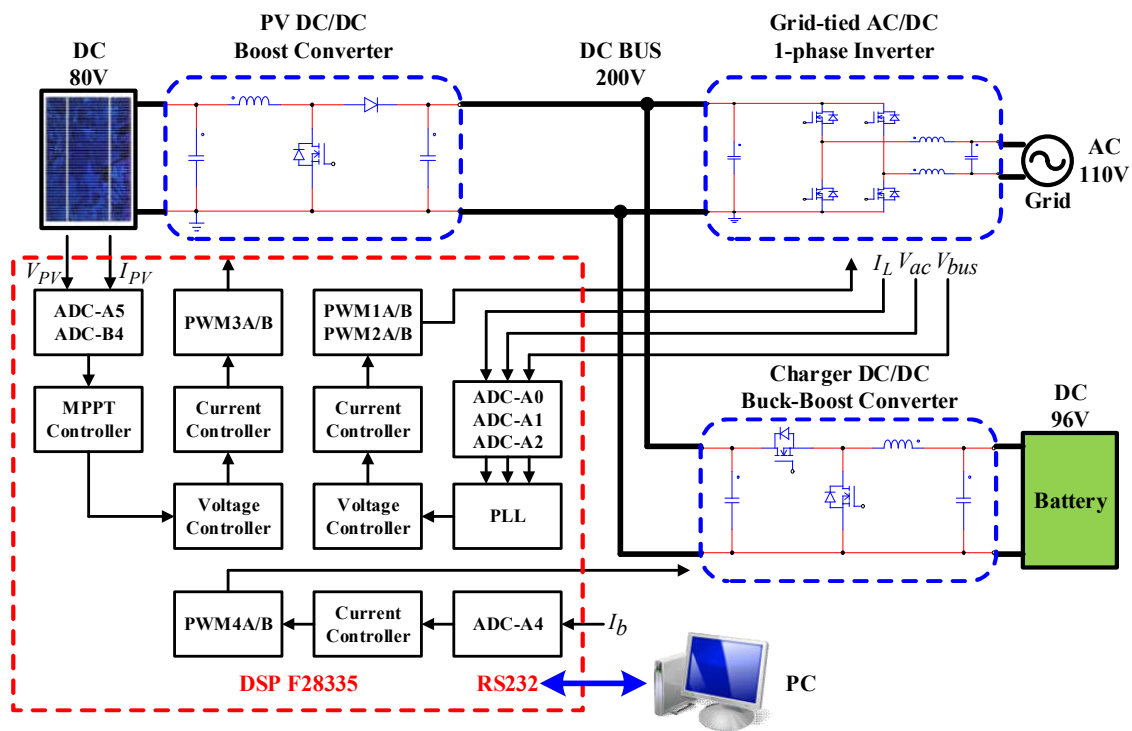 PV DC/DC
Boost Converter
Grid-tied AC/DC
1-phase Inverter
DC
80V
DC BUS
200V
AC
110V
Grid
V_PV
I_PV
I_L V_ac V_bus
ADC-A5
ADC-B4
PWM3A/B
PWM1A/B
PWM2A/B
MPPT
Controller
Current
Controller
Current
Controller
ADC-A0
ADC-A1
ADC-A2
Charger DC/DC
Buck-Boost Converter
DC
96V
Voltage
Controller
Voltage
Controller
PLL
Battery
PWM4A/B
Current
Controller
ADC-A4
I_b
DSP F28335
RS232
PC